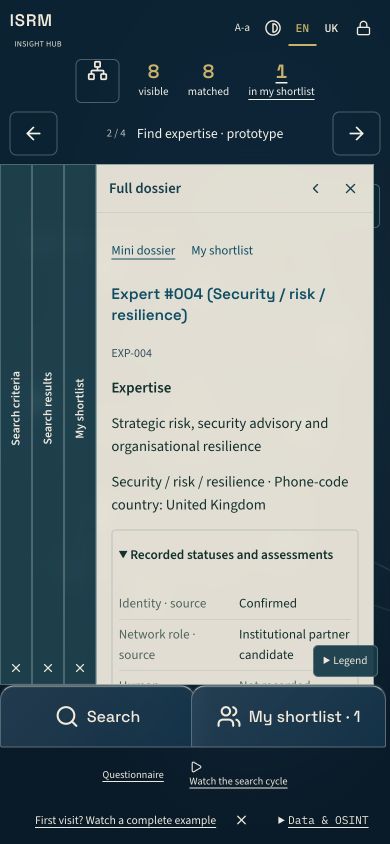 ISRM
INSIGHT HUB
A-a
EN
UK
8
visible
8
matched
1
in my shortlist
2 / 4 Find expertise · prototype
Search criteria
Search results
My shortlist
Full dossier
Mini dossier My shortlist
Expert #004 (Security / risk /
resilience)
EXP-004
Expertise
Strategic risk, security advisory and
organisational resilience
Security / risk / resilience · Phone-code
country: United Kingdom
▼ Recorded statuses and assessments
Identity · source Confirmed
Network role · Institutional partner
source candidate
▶ Legend
Search
My shortlist · 1
Questionnaire
Watch the search cycle
First visit? Watch a complete example
▶ Data & OSINT